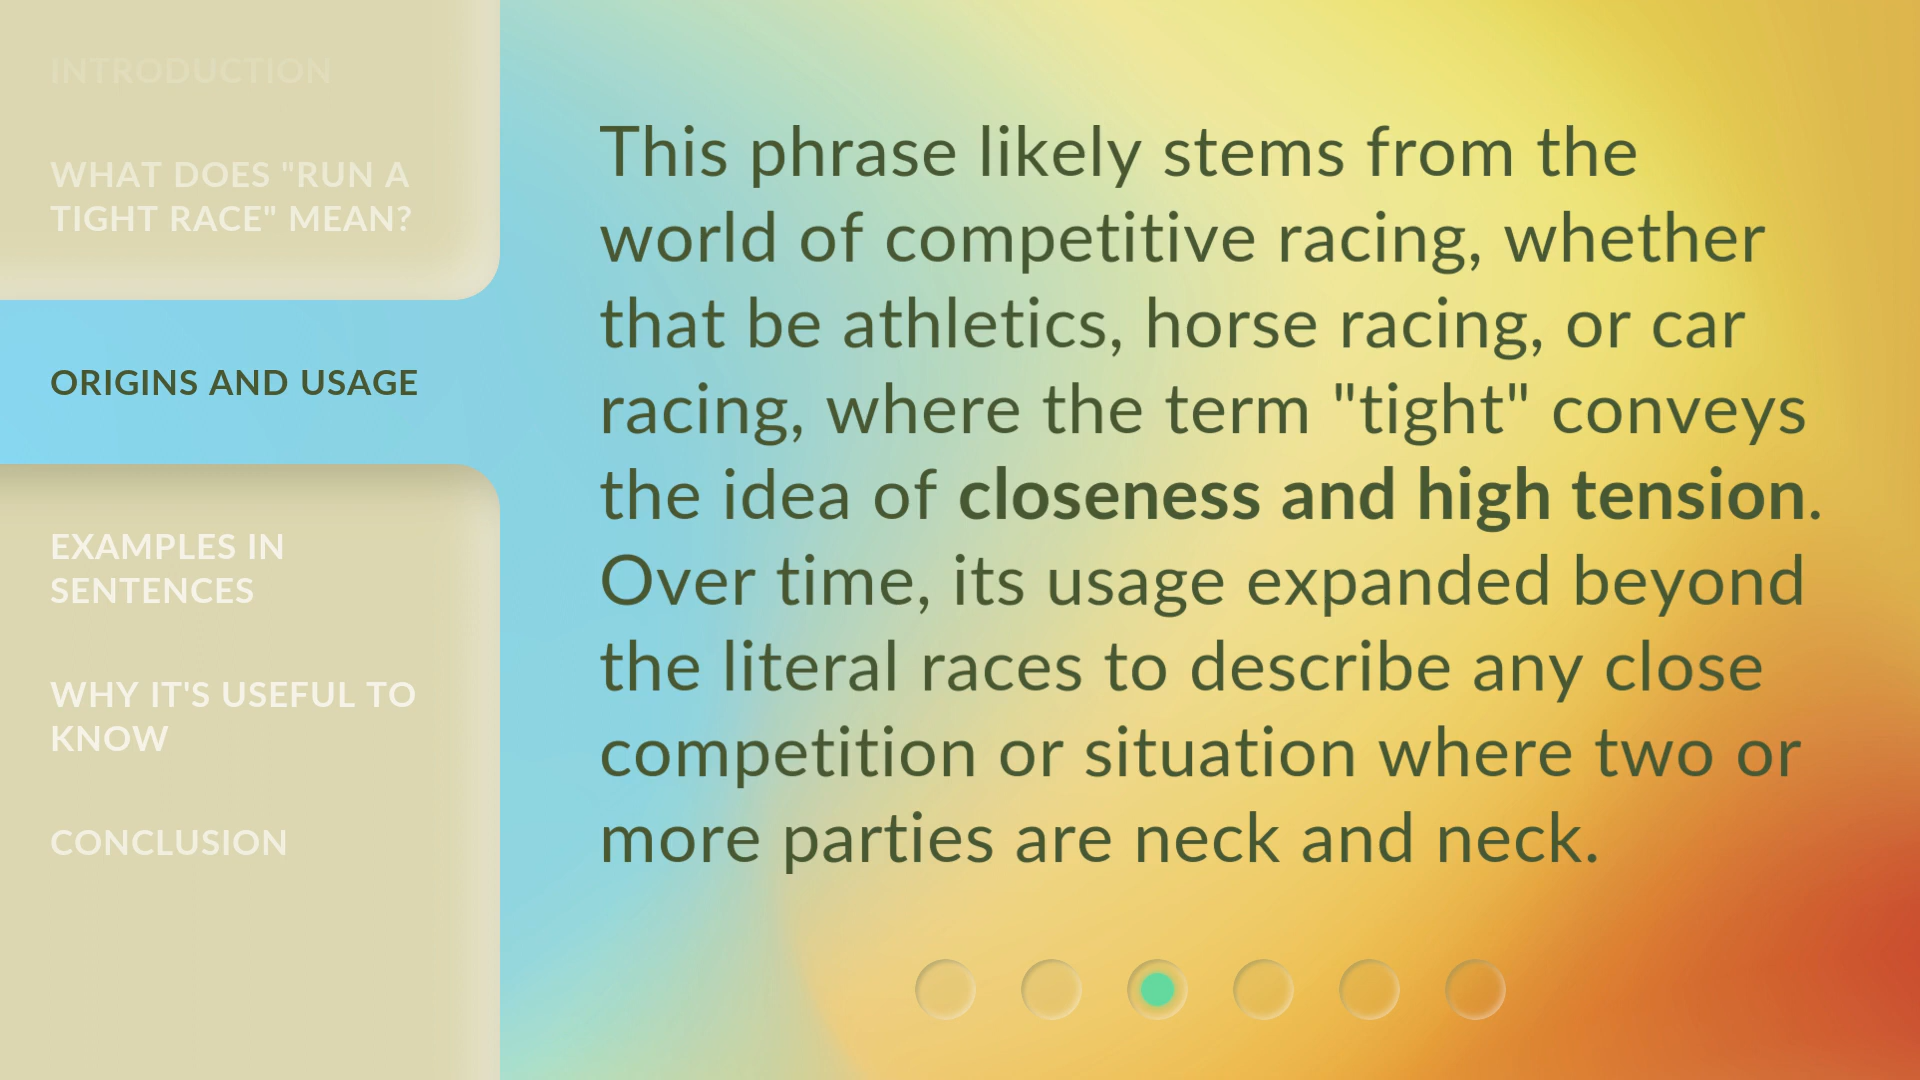 INTRODUCTION
WHAT DOES "RUN A
TIGHT RACE" MEAN?
ORIGINS AND USAGE
EXAMPLES IN
SENTENCES
WHY IT'S USEFUL TO
KNOW
CONCLUSION
This phrase likely stems from the
world of competitive racing, whether
that be athletics, horse racing, or car
racing, where the term "tight" conveys
the idea of closeness and high tension.
Over time, its usage expanded beyond
the literal races to describe any close
competition or situation where two or
more parties are neck and neck.